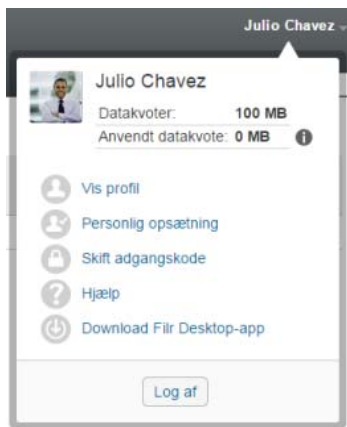 Julio Chavez
Julio Chavez
Datakvoter: 100 MB
Anvendt datakvote: 0 MB
Vis profil
Personlig opsætning
Skift adgangskode
Hjælp
Download Filr Desktop-app
Log af